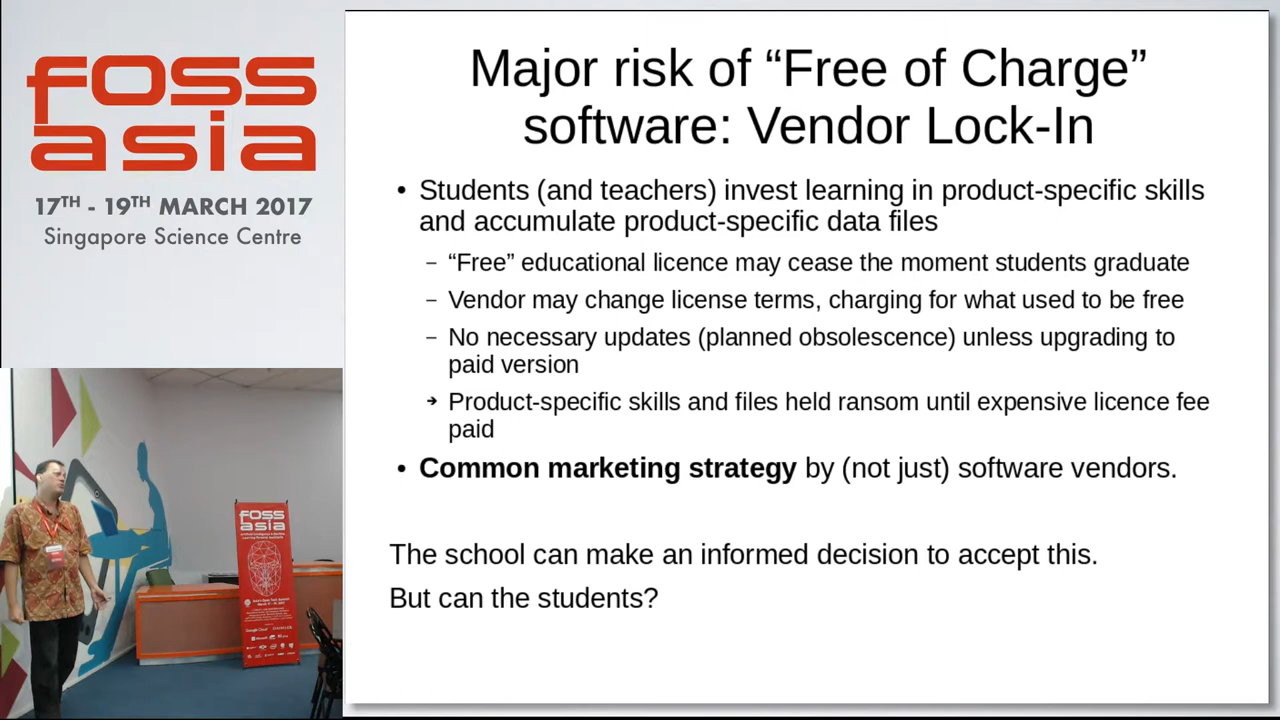 foss
asia
17TH - 19TH MARCH 2017
Singapore Science Centre
Major risk of “Free of Charge”
software: Vendor Lock-In
• Students (and teachers) invest learning in product-specific skills
and accumulate product-specific data files
– “Free” educational licence may cease the moment students graduate
– Vendor may change license terms, charging for what used to be free
– No necessary updates (planned obsolescence) unless upgrading to
paid version
➔ Product-specific skills and files held ransom until expensive licence fee
paid
• Common marketing strategy by (not just) software vendors.
The school can make an informed decision to accept this.
But can the students?
foss
asia